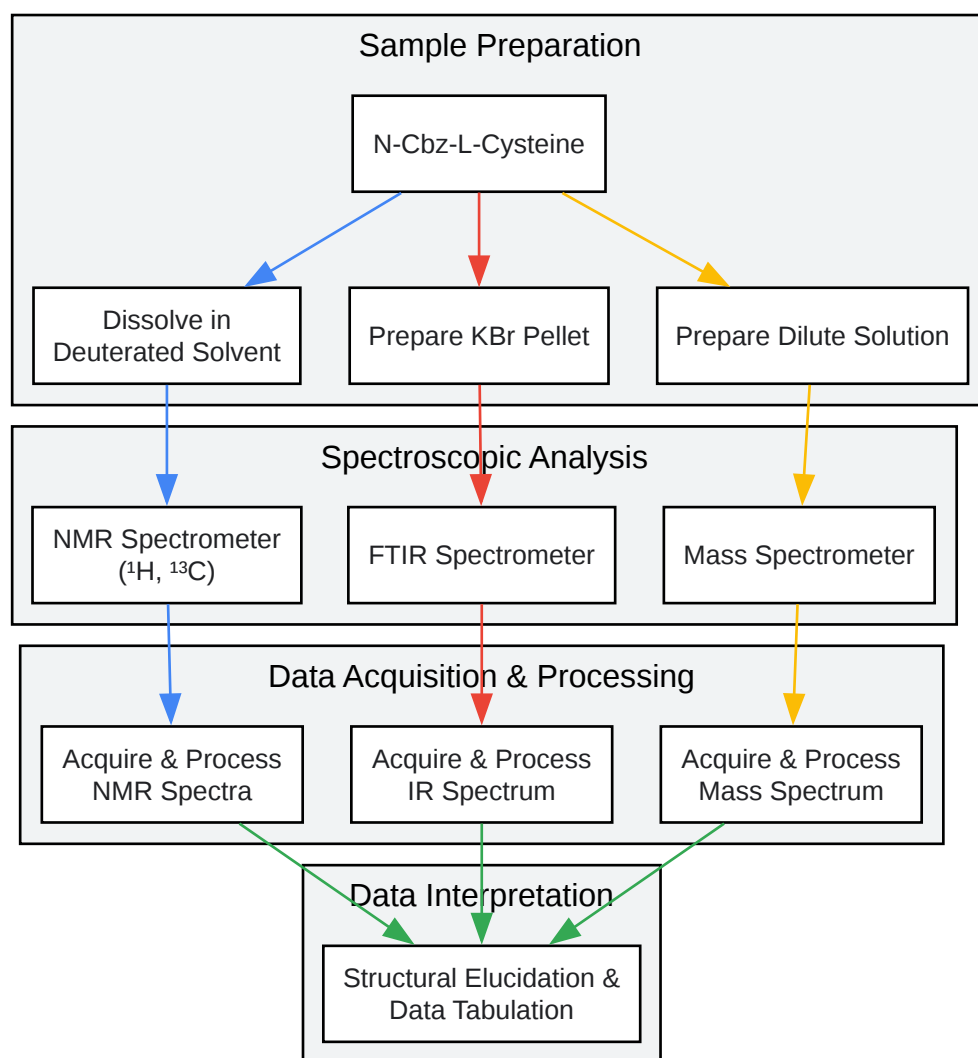 Sample Preparation
N-Cbz-L-Cysteine
Dissolve in
Deuterated Solvent
Prepare KBr Pellet
Prepare Dilute Solution
Spectroscopic Analysis
NMR Spectrometer
(¹H, ¹³C)
FTIR Spectrometer
Mass Spectrometer
Data Acquisition & Processing
Acquire & Process
NMR Spectra
Acquire & Process
IR Spectrum
Acquire & Process
Mass Spectrum
Data Interpretation
Structural Elucidation &
Data Tabulation